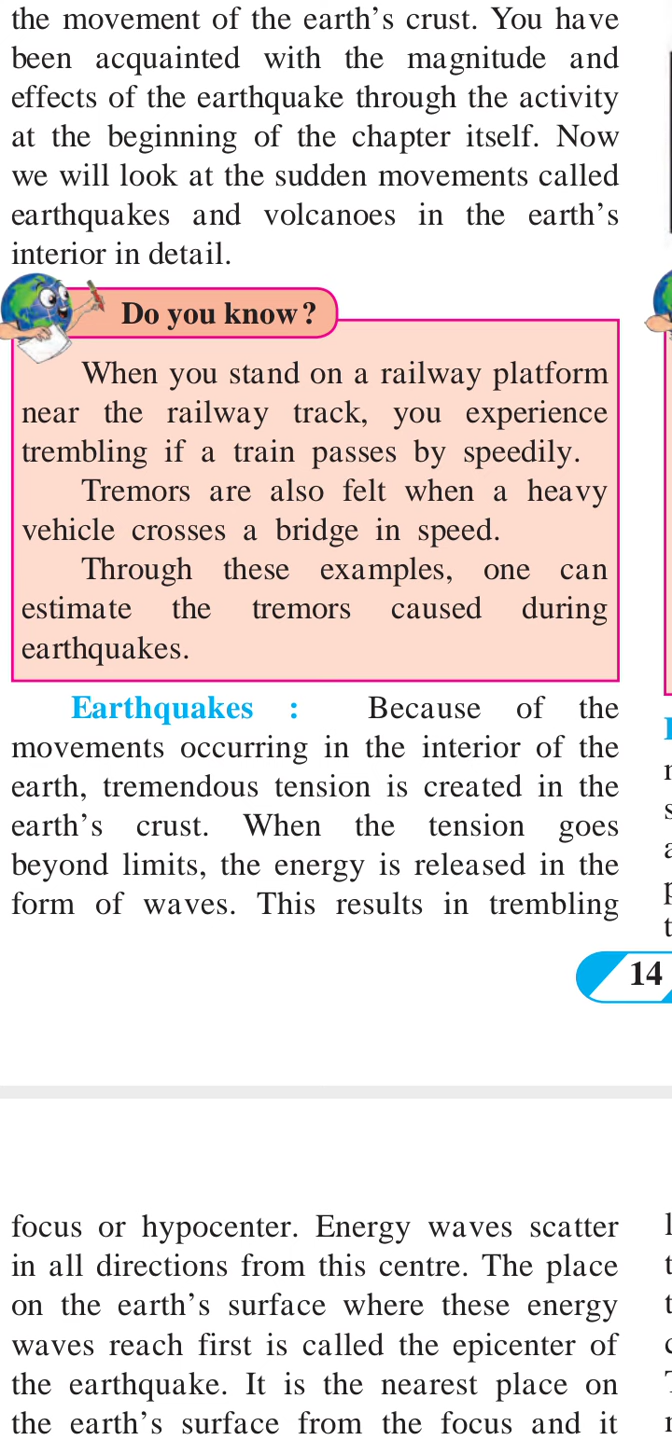 the movement of the earth’s crust. You have
been acquainted with the magnitude and
effects of the earthquake through the activity
at the beginning of the chapter itself. Now
we will look at the sudden movements called
earthquakes and volcanoes in the earth’s
interior in detail.
Do you know ?
When you stand on a railway platform
near the railway track, you experience
trembling if a train passes by speedily.
Tremors are also felt when a heavy
vehicle crosses a bridge in speed.
Through these examples, one can
estimate the tremors caused during
earthquakes.
Earthquakes : Because of the
movements occurring in the interior of the
earth, tremendous tension is created in the
earth’s crust. When the tension goes
beyond limits, the energy is released in the
form of waves. This results in trembling
14
focus or hypocenter. Energy waves scatter
in all directions from this centre. The place
on the earth’s surface where these energy
waves reach first is called the epicenter of
the earthquake. It is the nearest place on
the earth’s surface from the focus and it